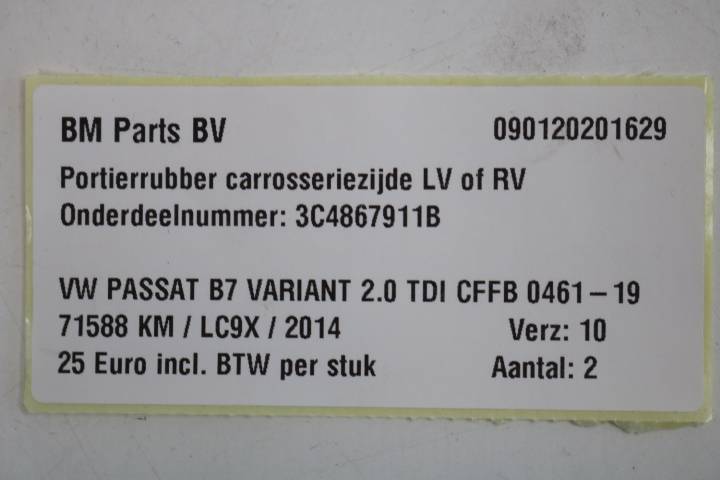 BM Parts BV 090120201629
Portierrubber carrosseriezijde LV of RV
Onderdeelnummer: 3C4867911B
VW PASSAT B7 VARIANT 2.0 TDI CFFB 0461-19
71588 KM / LC9X / 2014 Verz: 10
25 Euro incl. BTW per stuk Aantal: 2